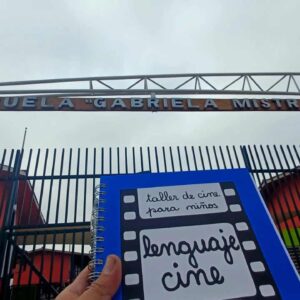 UELA "GABRIELA MISTR
taller de cine
para niños
lenguaje
cine